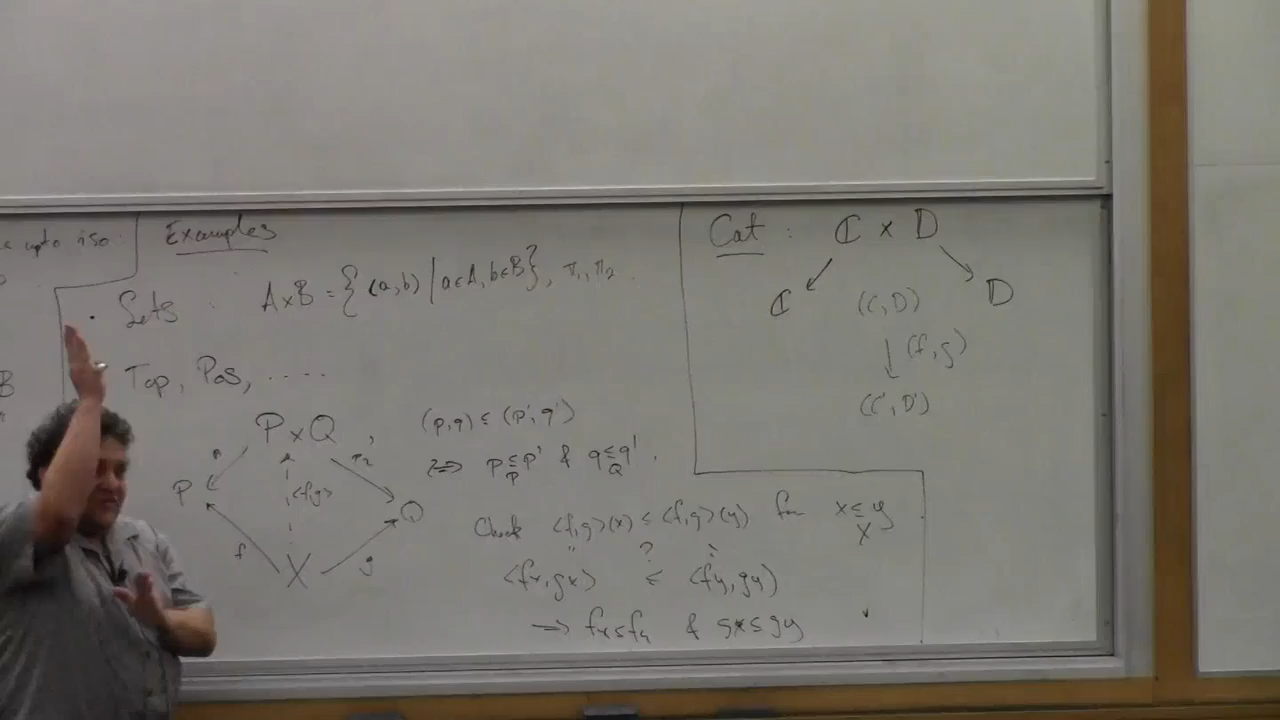 e upto iso:
B
Examples
· Sets : A×B = {(a,b) | a∈A, b∈B}, π₁, π₂
Top, Pos, .....
P×Q , (p,q) ≤ (p',q')
⟺ p ≤_P p' & q ≤_Q q' .
π₂
P
<f,g>
Q
f
X
g
Check <f,g>(x) ≤ <f,g>(y) for x ≤_X y
" ? "
<fx,gx> ≤ <fy,gy>
⟹ fx≤fy & gx≤gy
Cat : ℂ × 𝔻
ℂ
(C,D)
𝔻
↓ (f,g)
(C',D')